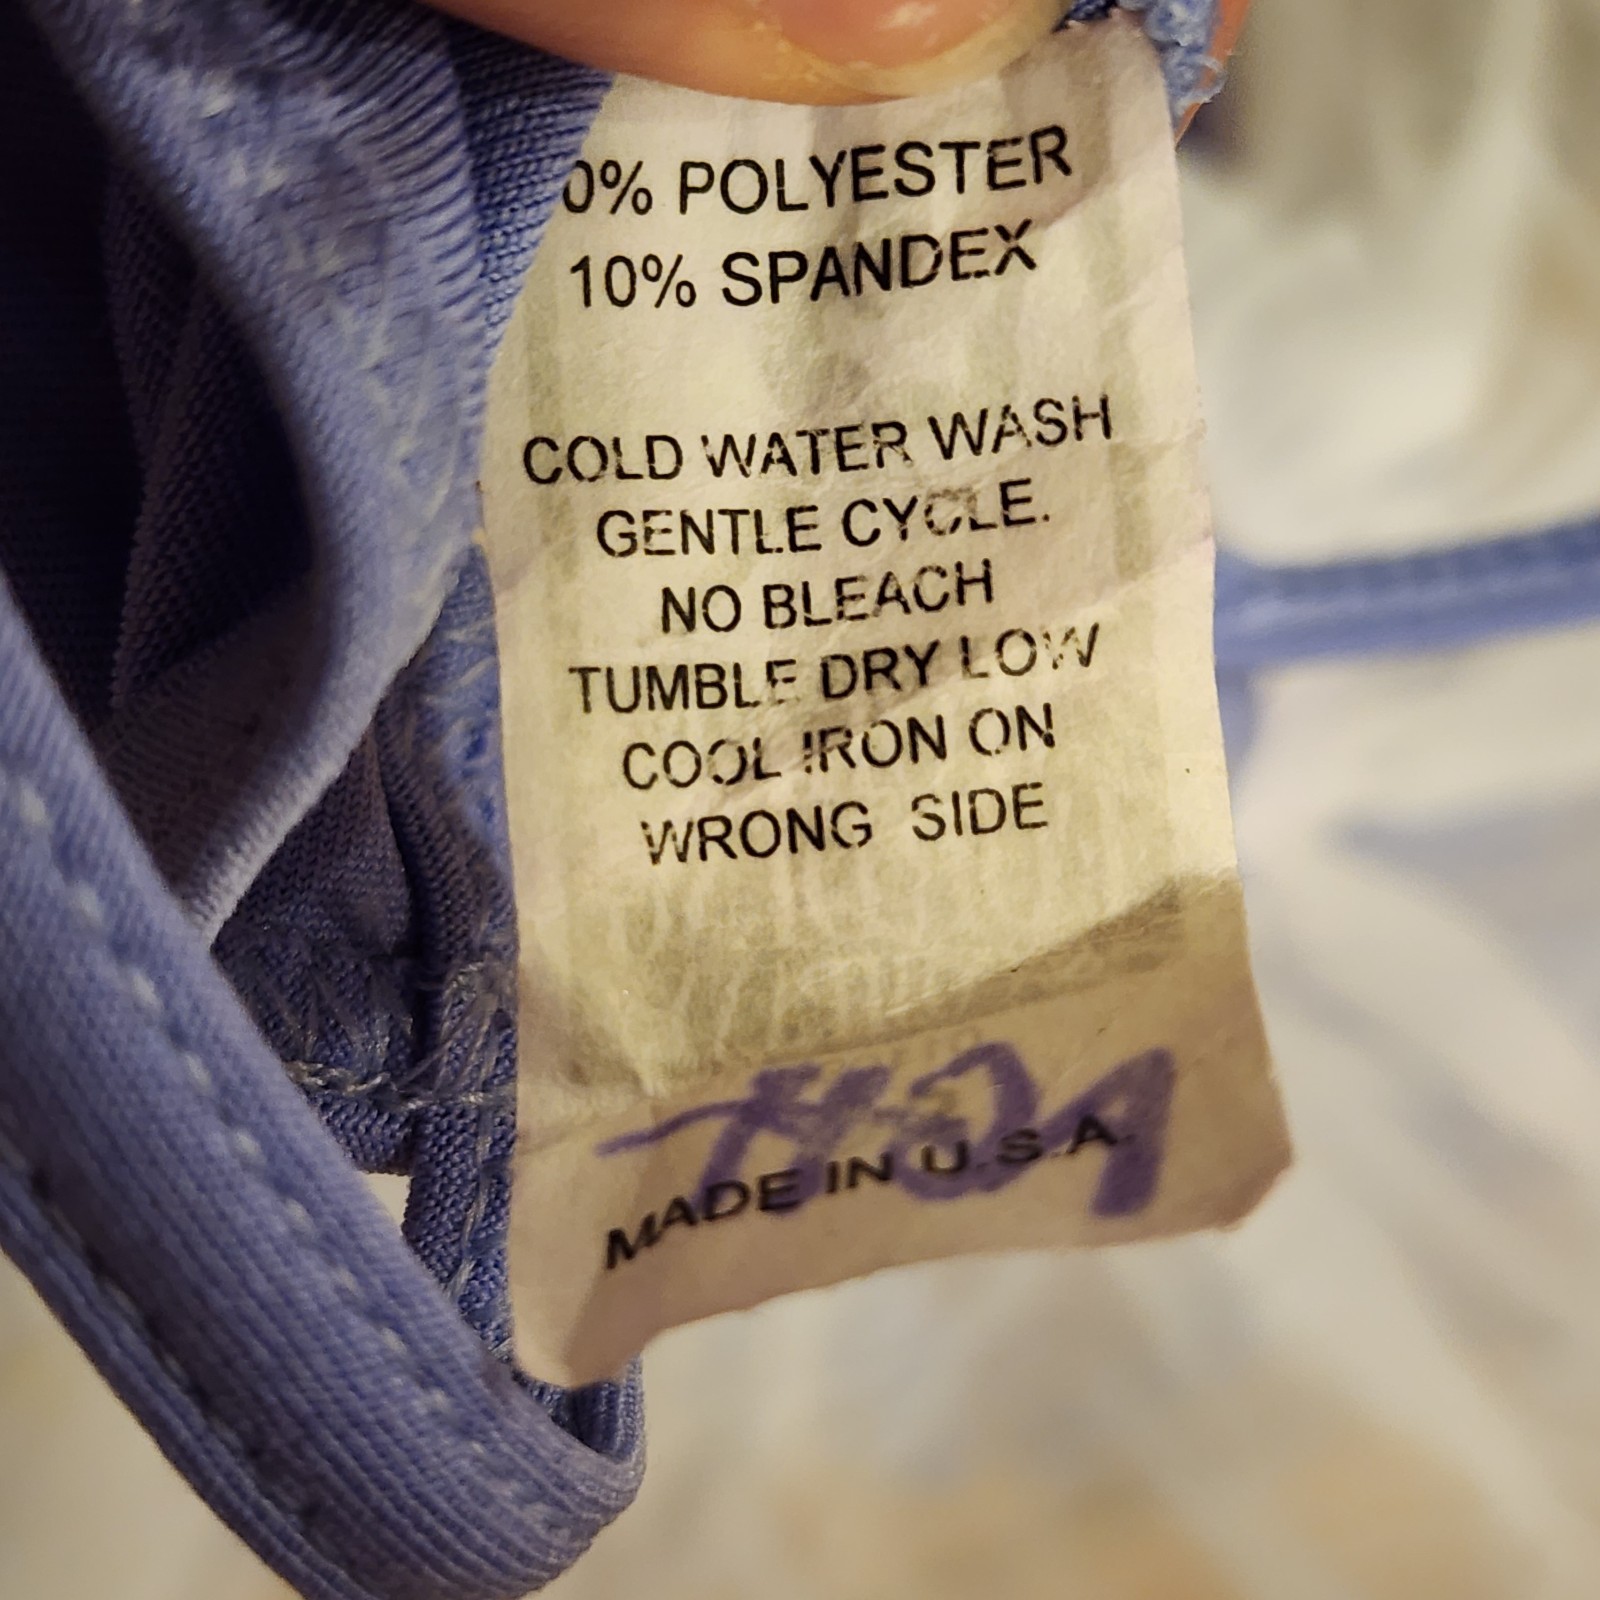 0% POLYESTER
10% SPANDEX
COLD WATER WASH
GENTLE CYCLE.
NO BLEACH
TUMBLE DRY LOW
COOL IRON ON
WRONG SIDE
MADE IN U.S.A.